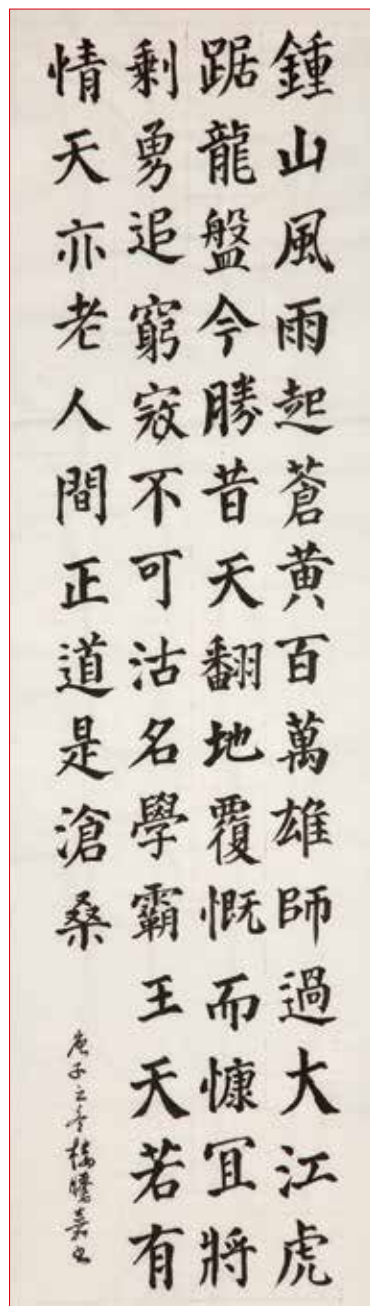 鍾山風雨起蒼黄百萬雄師過大江虎
踞龍盤今勝昔天翻地覆慨而慷冝將
剩勇追窮寇不可沽名學霸王天若有
情天亦老人間正道是滄桑
庚子之冬